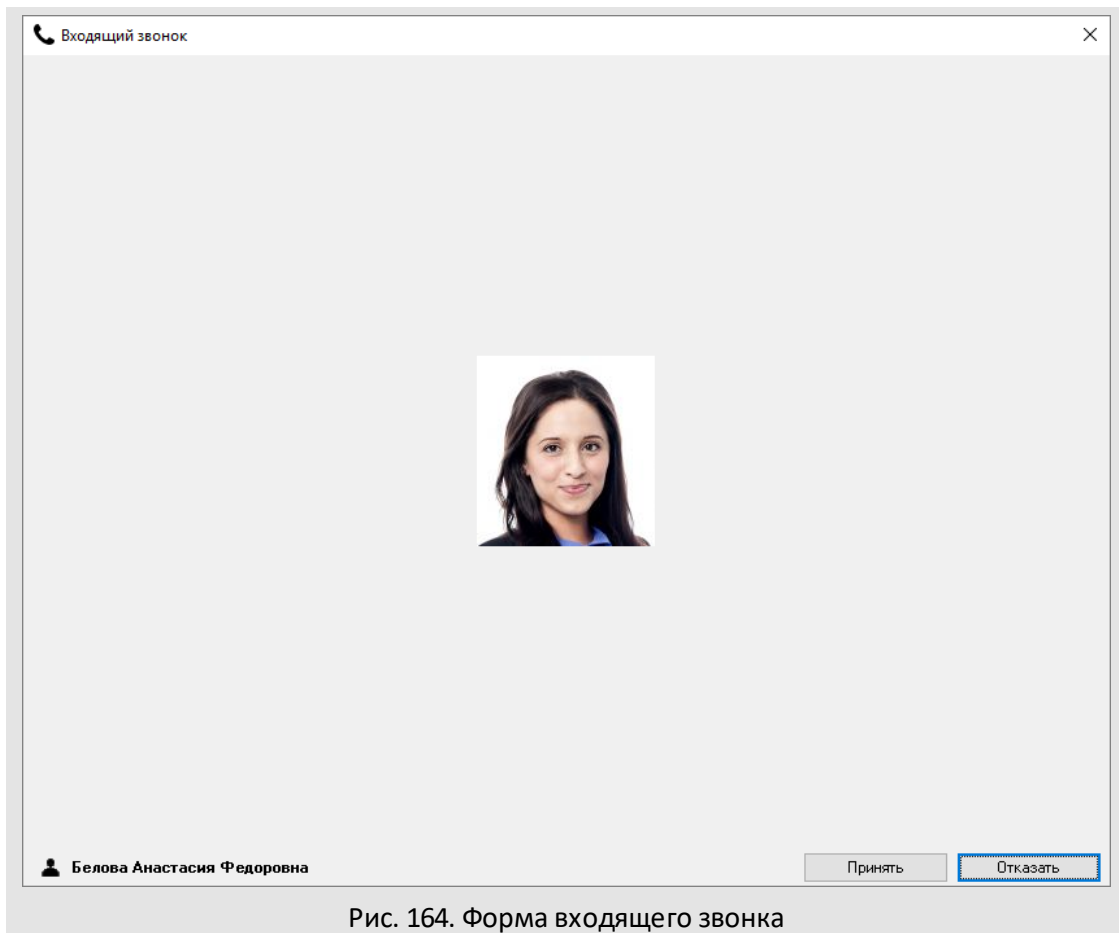 Входящий звонок
Белова Анастасия Федоровна
Принять
Отказать
Рис. 164. Форма входящего звонка